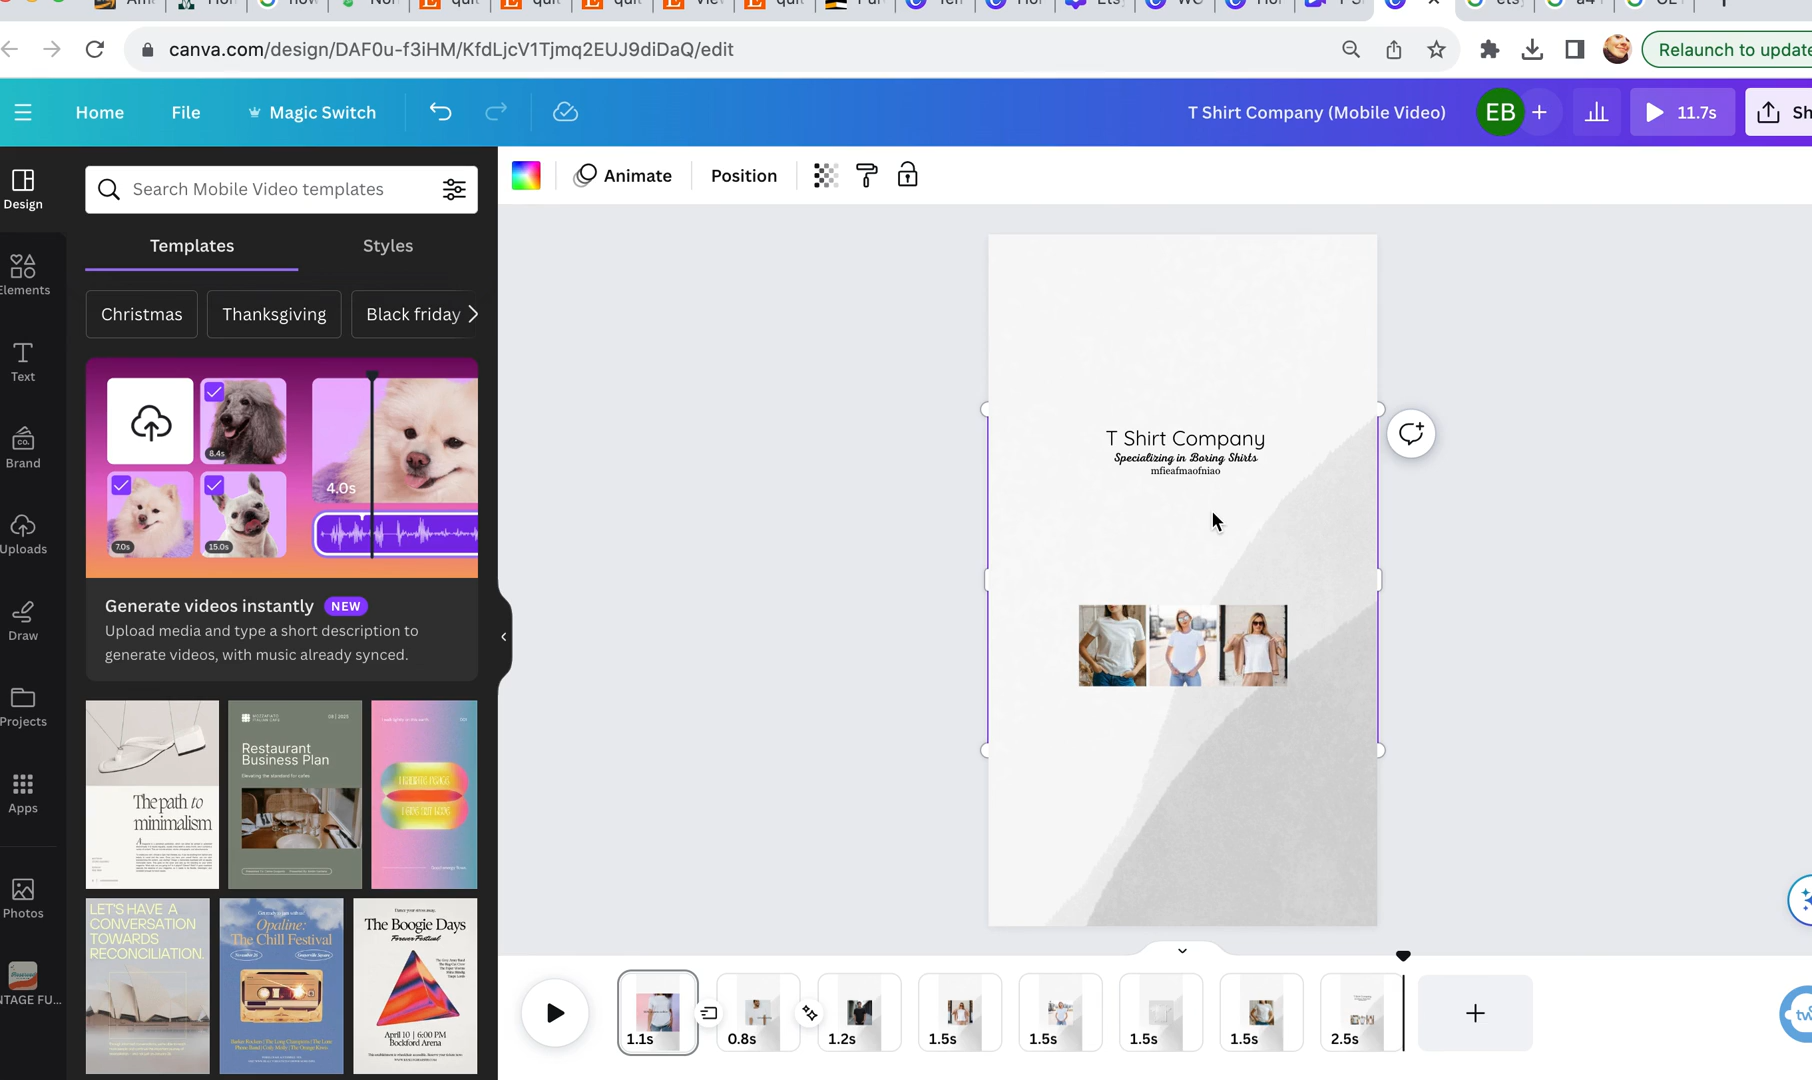 canva.com/design/DAF0u-f3iHM/KfdLjcV1Tjmq2EUJ9diDaQ/edit
Relaunch to update
Home
File
Magic Switch
T Shirt Company (Mobile Video)
EB
11.7s
Sh
Design
Elements
Text
Brand
Uploads
Draw
Projects
Apps
Photos
NTAGE FU...
Search Mobile Video templates
Templates
Styles
Christmas
Thanksgiving
Black friday
8.4s
7.0s
15.0s
4.0s
Generate videos instantly NEW
Upload media and type a short description to
generate videos, with music already synced.
The path to
minimalism
Restaurant
Business Plan
LET'S HAVE A
CONVERSATION
TOWARDS
RECONCILIATION.
Opaline:
The Chill Festival
The Boogie Days
Forever Festival
April 10 | 6:00 PM
Bockford Arena
Animate
Position
T Shirt Company
Specializing in Boring Shirts
mfieafmaofniao
1.1s
0.8s
1.2s
1.5s
1.5s
1.5s
1.5s
2.5s